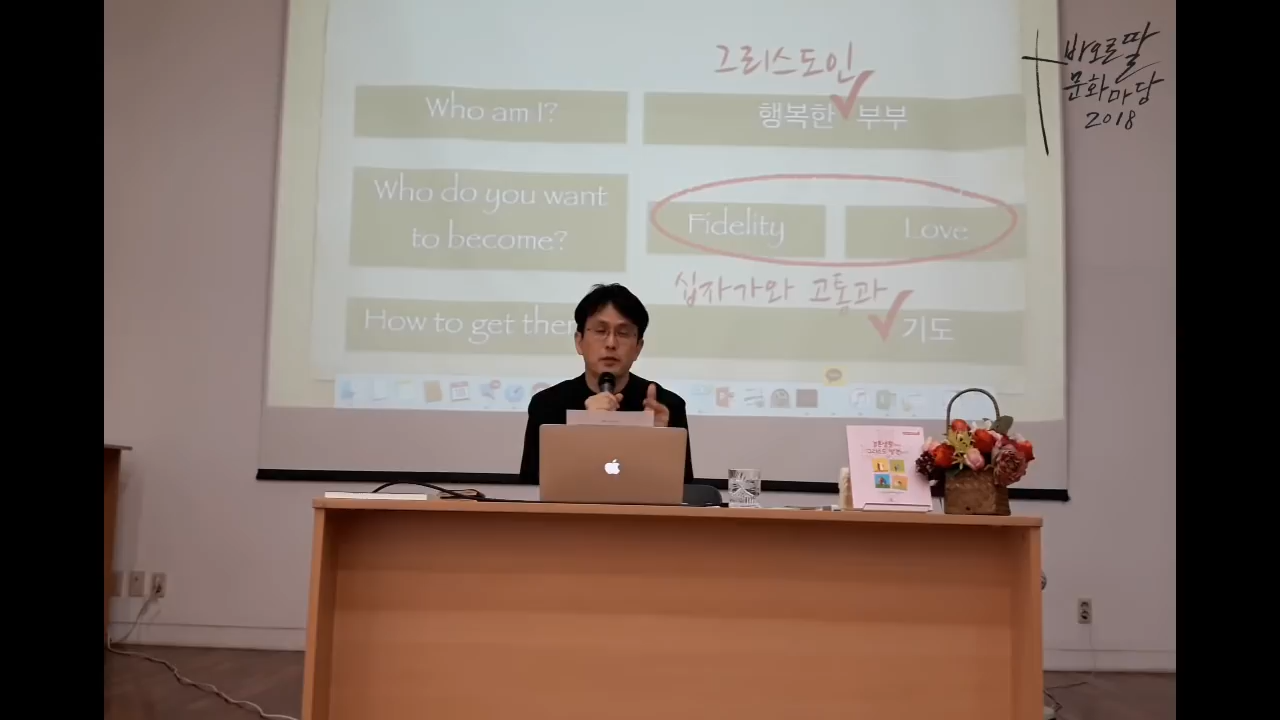 그리스도인
Who am I?
행복한 부부
Who do you want
to become?
Fidelity
Love
십자가와 고통과
How to get the
기도
바오로딸
문화마당
2018